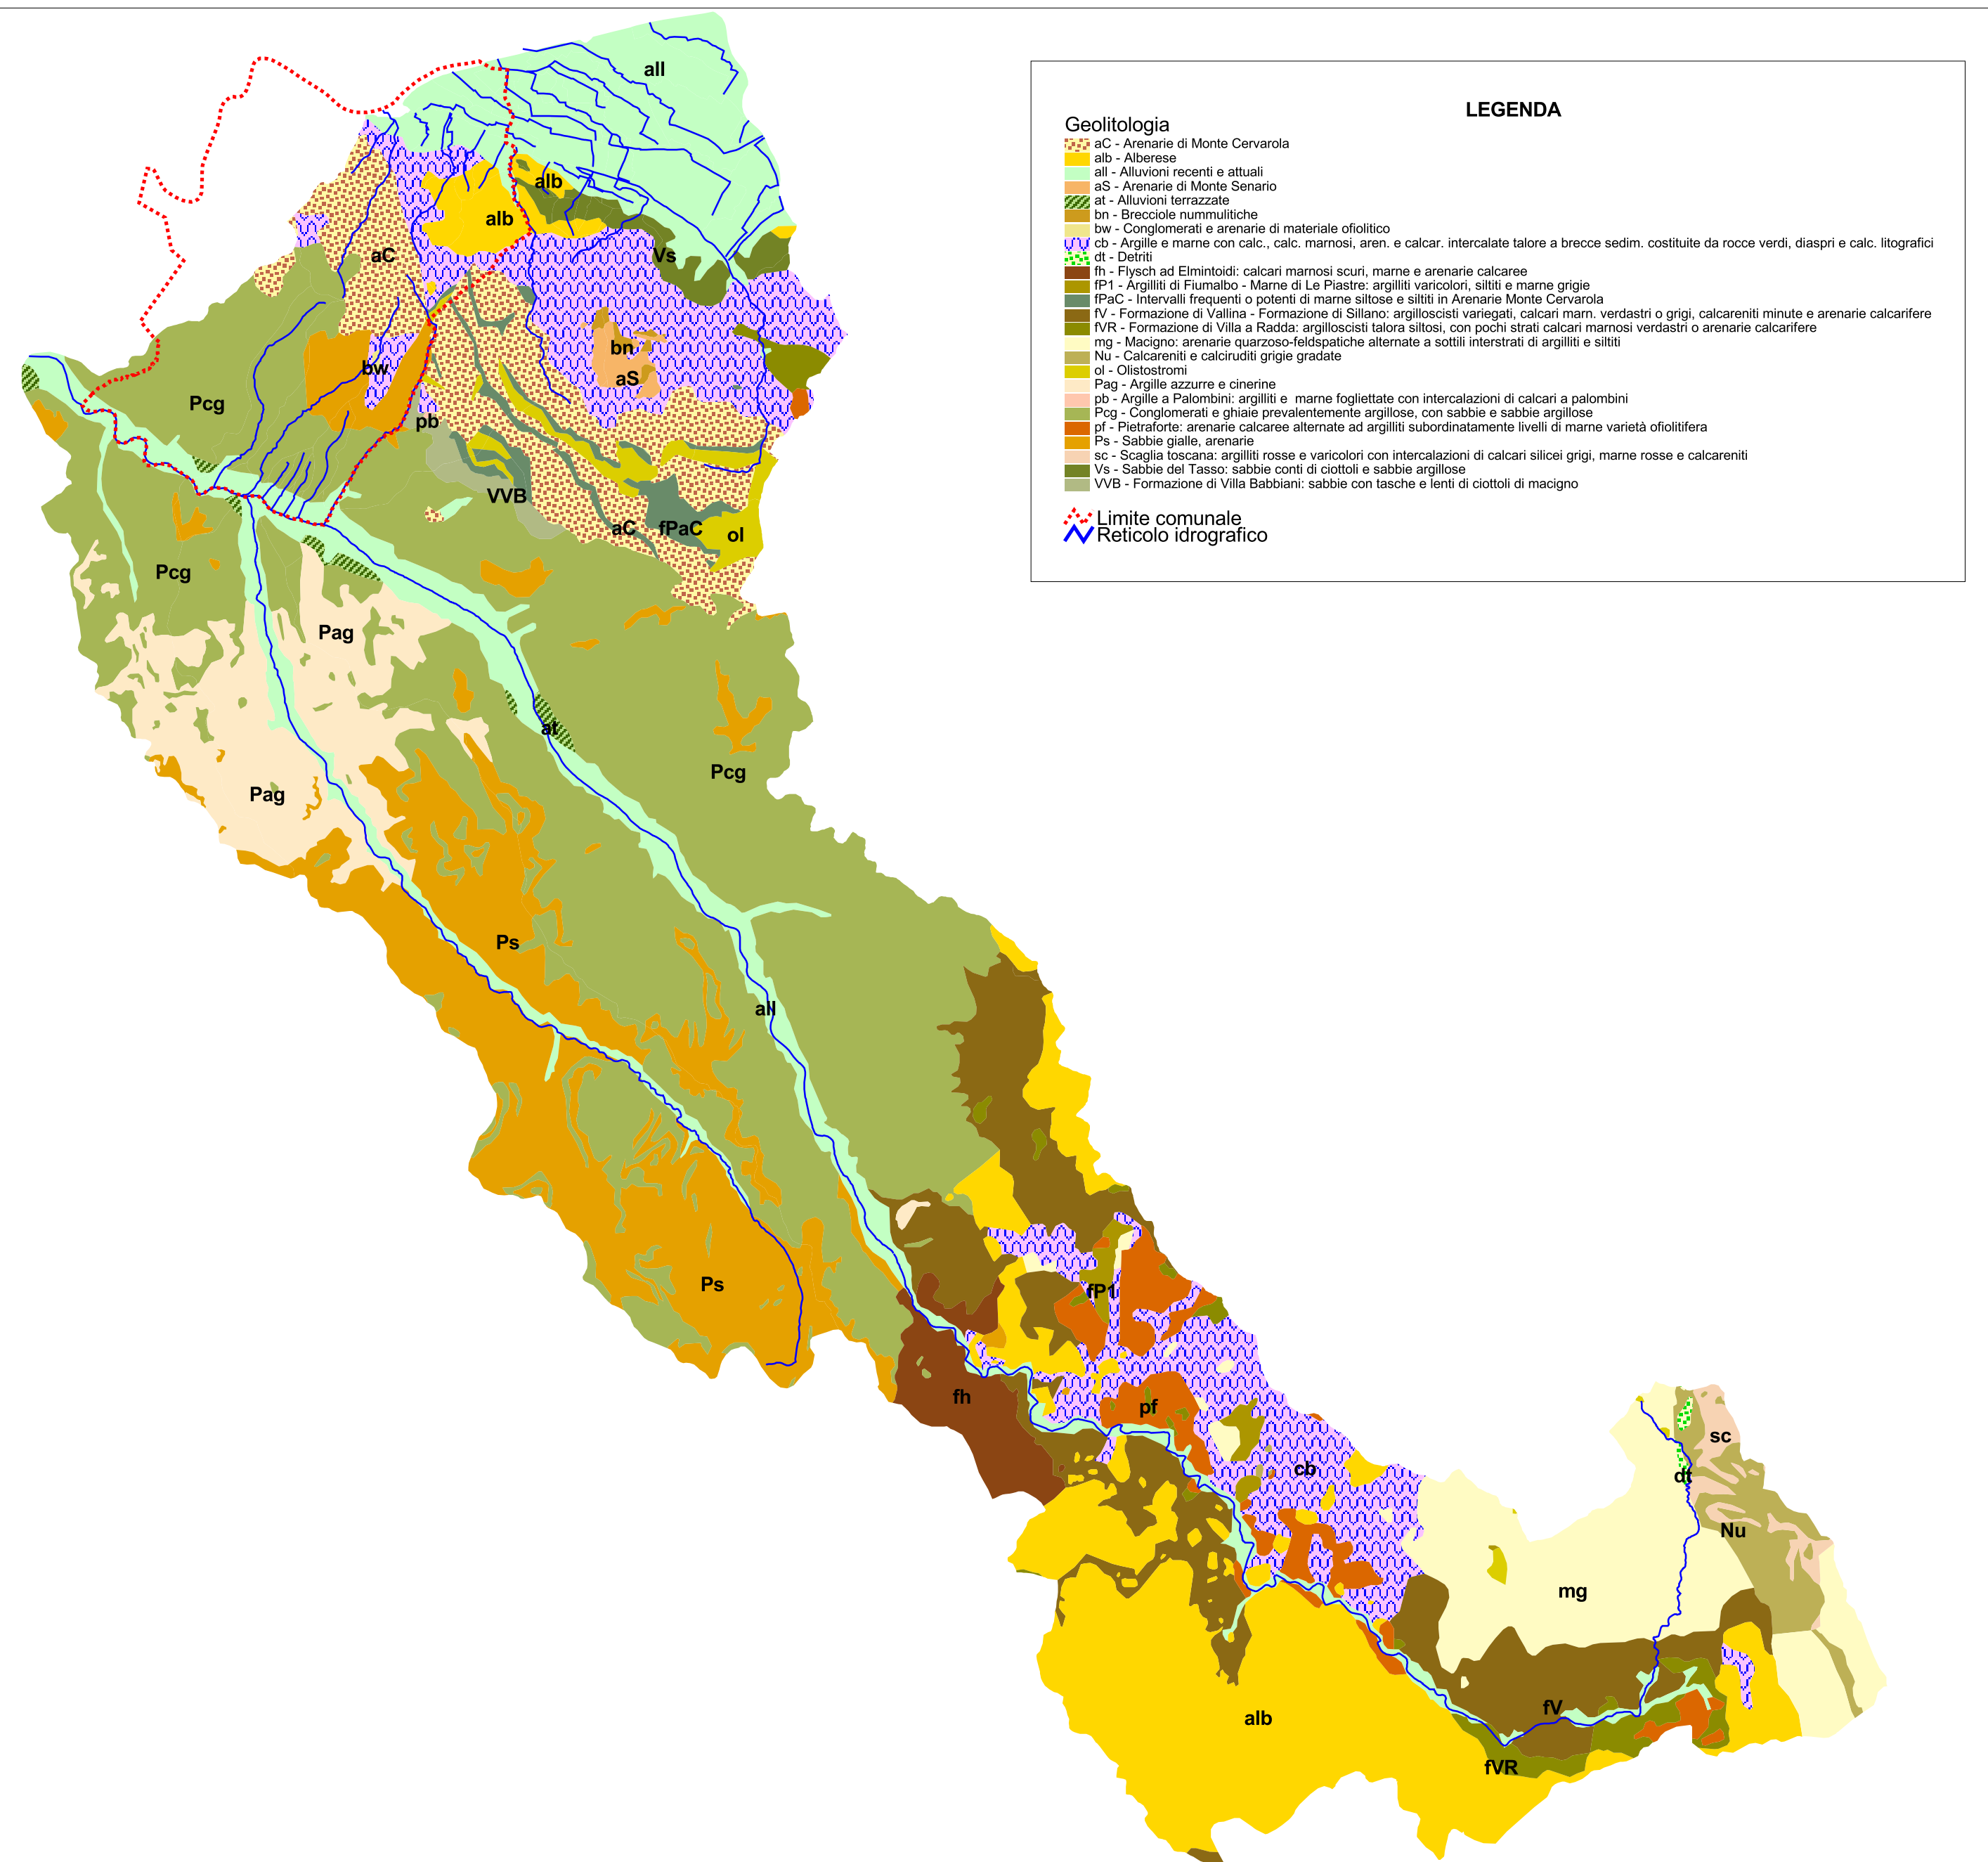 LEGENDA
Geolitologia
aC - Arenarie di Monte Cervarola
alb - Alberese
all - Alluvioni recenti e attuali
aS - Arenarie di Monte Senario
at - Alluvioni terrazzate
bn - Brecciole nummulitiche
bw - Conglomerati e arenarie di materiale ofiolitico
cb - Argille e marne con calc., calc. marnosi, aren. e calcar. intercalate talore a brecce sedim. costituite da rocce verdi, diaspri e calc. litografici
dt - Detriti
fh - Flysch ad Elmintoidi: calcari marnosi scuri, marne e arenarie calcaree
fP1 - Argilliti di Fiumalbo - Marne di Le Piastre: argilliti varicolori, siltiti e marne grigie
fPaC - Intervalli frequenti o potenti di marne siltose e siltiti in Arenarie Monte Cervarola
fV - Formazione di Vallina - Formazione di Sillano: argilloscisti variegati, calcari marn. verdastri o grigi, calcareniti minute e arenarie calcarifere
fVR - Formazione di Villa a Radda: argilloscisti talora siltosi, con pochi strati calcari marnosi verdastri o arenarie calcarifere
mg - Macigno: arenarie quarzoso-feldspatiche alternate a sottili interstrati di argilliti e siltiti
Nu - Calcareniti e calciruditi grigie gradate
ol - Olistostromi
Pag - Argille azzurre e cinerine
pb - Argille a Palombini: argilliti e marne fogliettate con intercalazioni di calcari a palombini
Pcg - Conglomerati e ghiaie prevalentemente argillose, con sabbie e sabbie argillose
pf - Pietraforte: arenarie calcaree alternate ad argilliti subordinatamente livelli di marne varietà ofiolitifera
Ps - Sabbie gialle, arenarie
sc - Scaglia toscana: argilliti rosse e varicolori con intercalazioni di calcari silicei grigi, marne rosse e calcareniti
Vs - Sabbie del Tasso: sabbie conti di ciottoli e sabbie argillose
VVB - Formazione di Villa Babbiani: sabbie con tasche e lenti di ciottoli di macigno
Limite comunale
Reticolo idrografico
all
alb
alb
aC
Vs
bn
bw
aS
Pcg
pb
VVB
aC
fPaC
ol
Pcg
Pag
at
Pcg
Pag
Ps
all
Ps
fP1
fh
pf
sc
cb
dt
Nu
mg
fV
alb
fVR